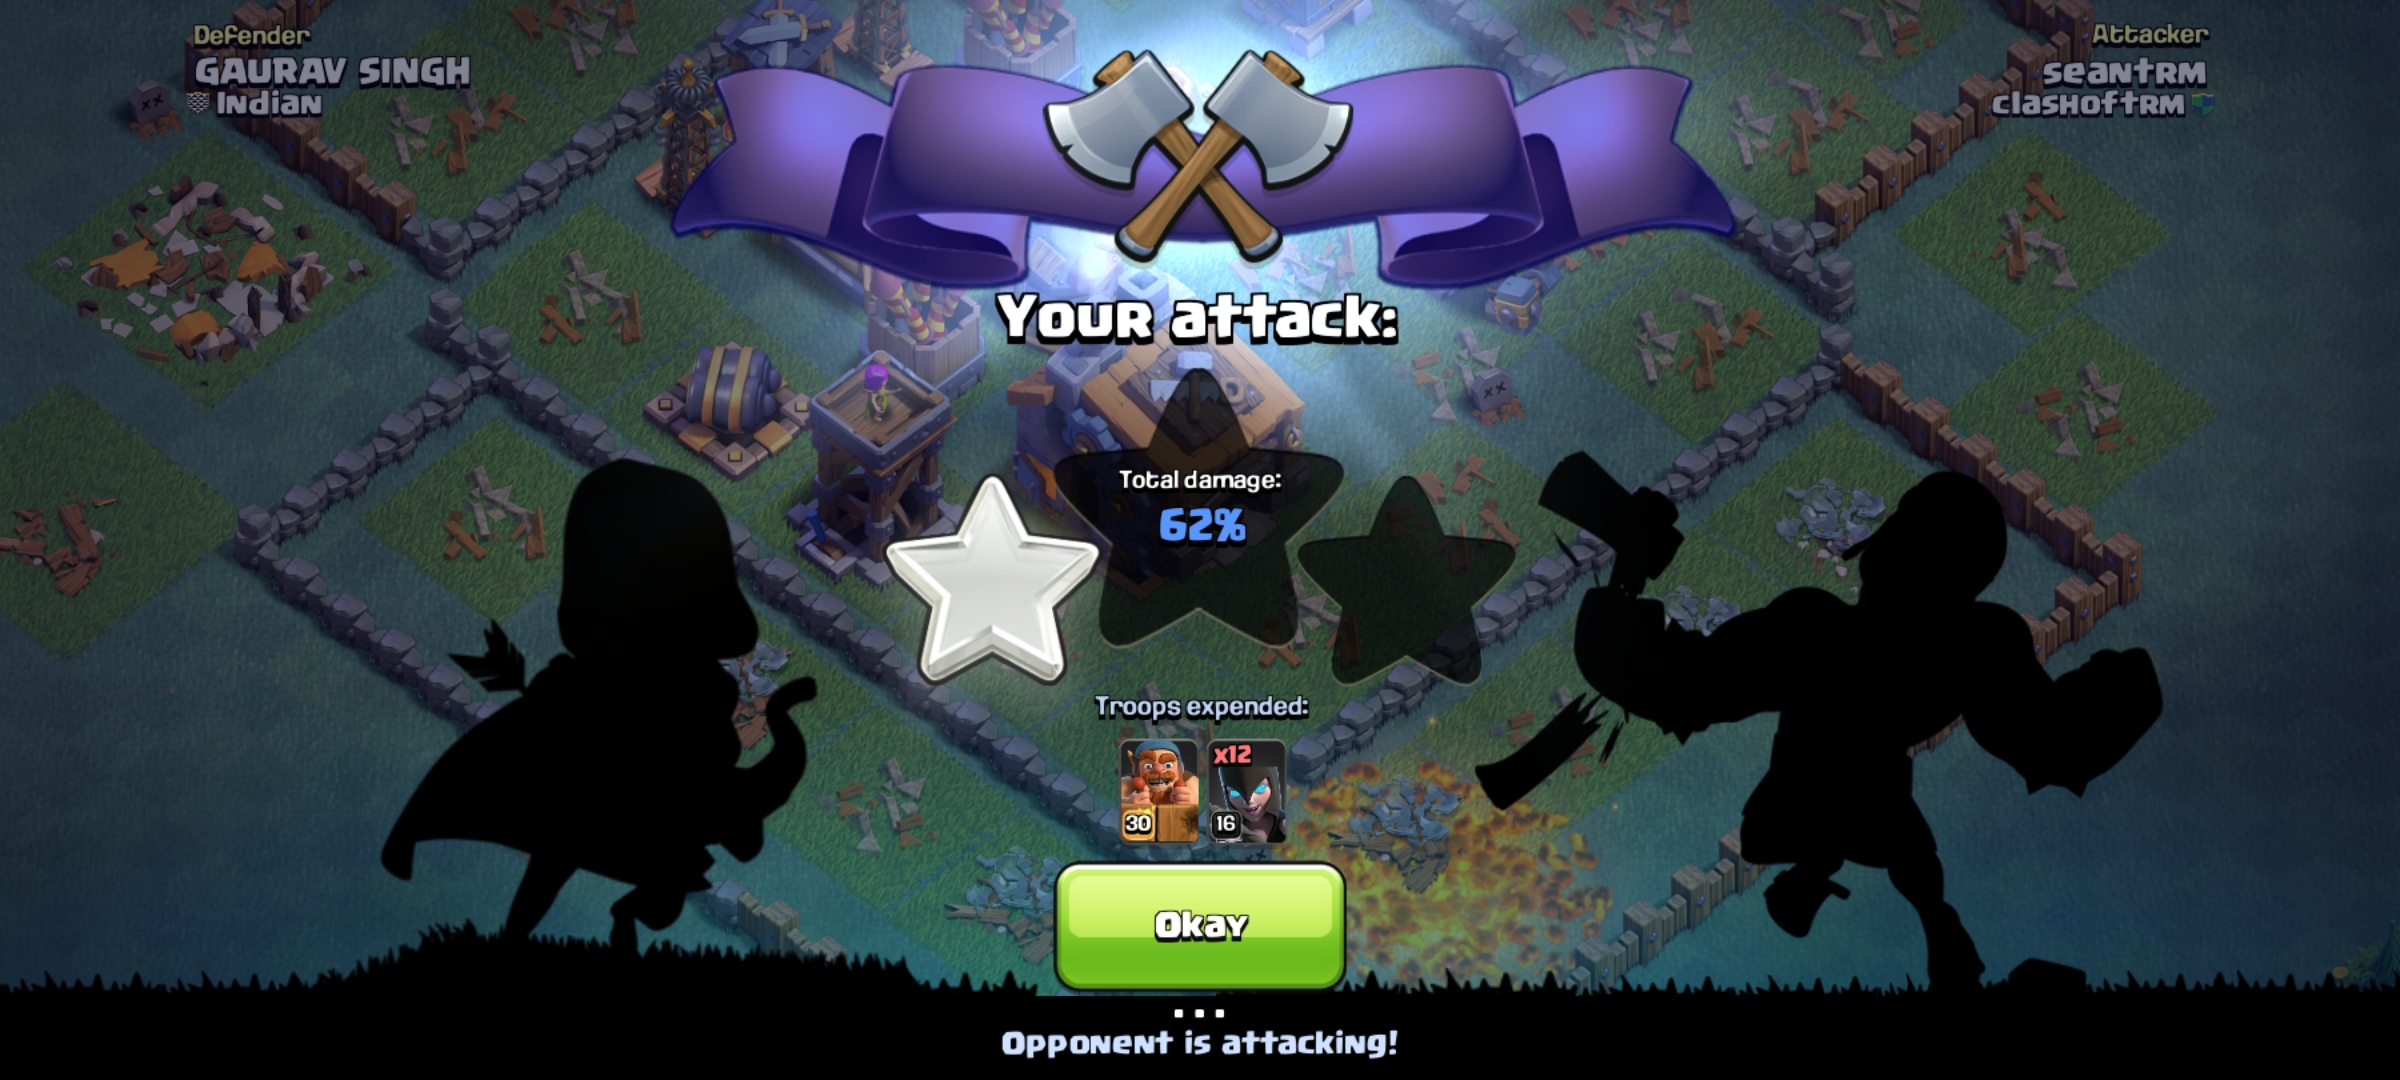 Defender
GAURAV SINGH
Indian
Attacker
seantRM
clashoftRM
Your attack:
Total damage:
62%
Troops expended:
x12
30
16
Okay
...
Opponent is attacking!